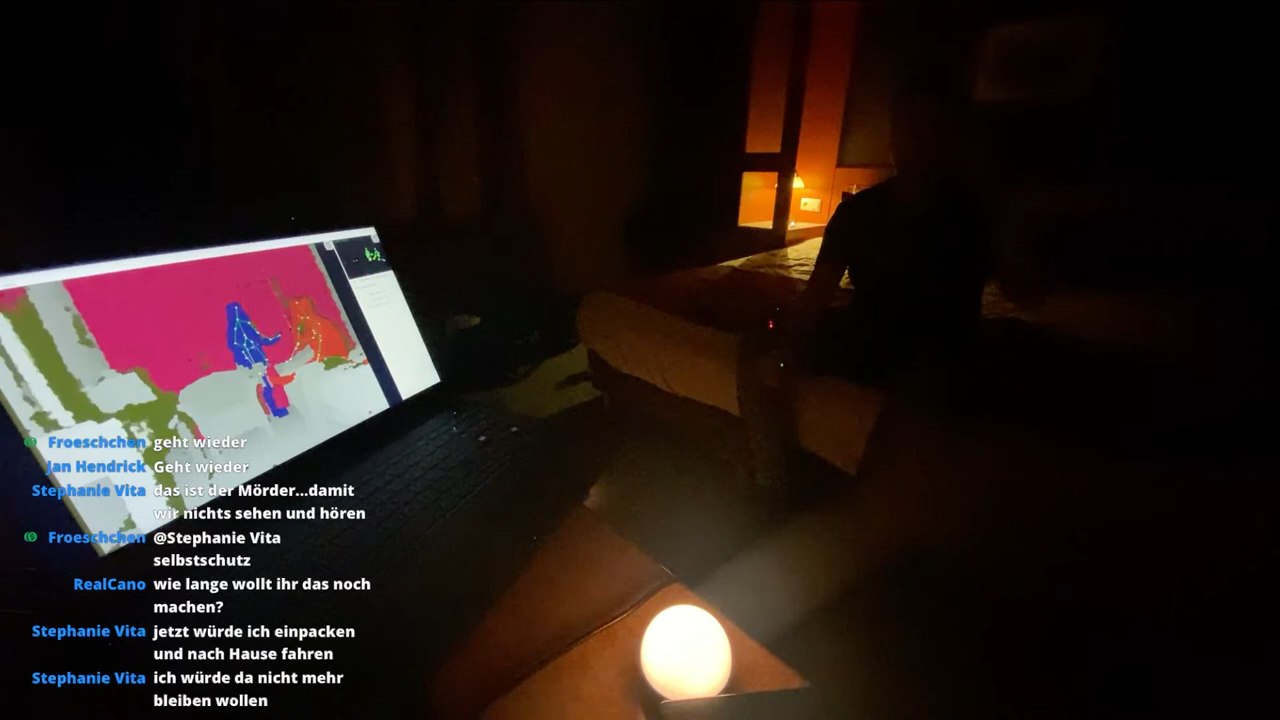 Froeschchen geht wieder
Jan Hendrick Geht wieder
Stephanie Vita das ist der Mörder...damit
wir nichts sehen und hören
Froeschchen @Stephanie Vita
selbstschutz
RealCano wie lange wollt ihr das noch
machen?
Stephanie Vita jetzt würde ich einpacken
und nach Hause fahren
Stephanie Vita ich würde da nicht mehr
bleiben wollen